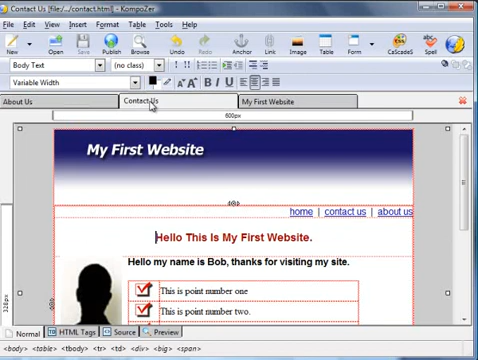 Contact Us [file:/.../contact.html] - KompoZer
File Edit View Insert Format Table Tools Help
New Open Save Publish Browse Undo Redo Anchor Link Image Table Form CaScadeS Spell
Body Text (no class)
Variable Width
About Us Contact Us My First Website
600px
My First Website
home | contact us | about us
Hello This Is My First Website.
Hello my name is Bob, thanks for visiting my site.
This is point number one
This is point number two.
328px
Normal HTML Tags Source Preview
<body> <table> <tbody> <tr> <td> <big> <span>